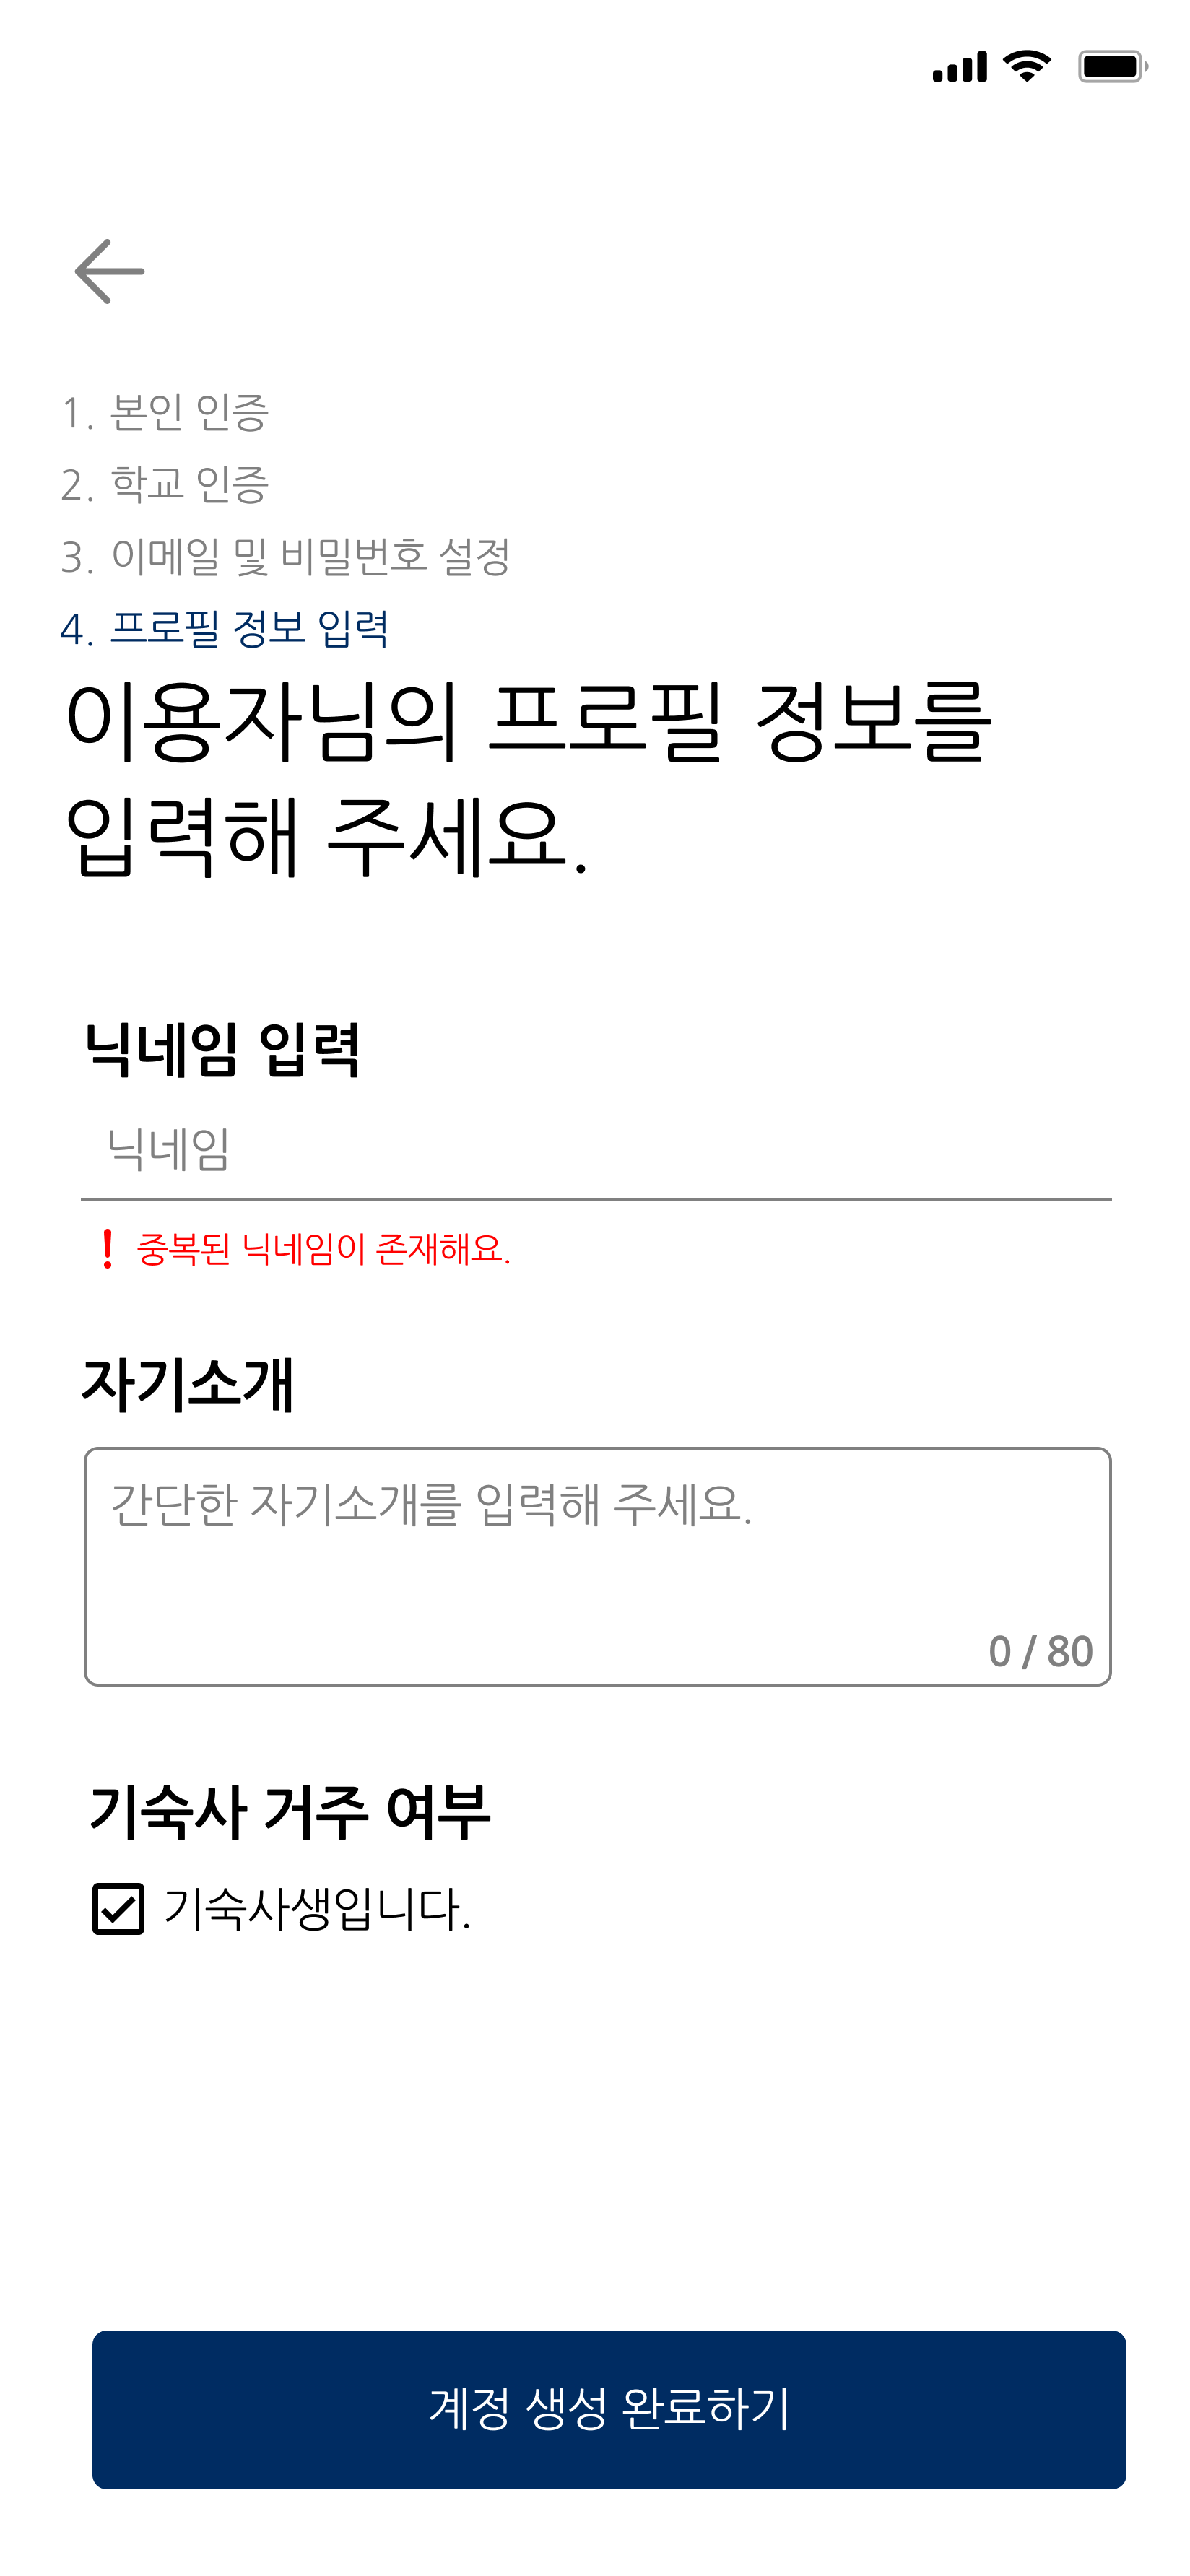 1. 본인 인증
2. 학교 인증
3. 이메일 및 비밀번호 설정
4. 프로필 정보 입력
이용자님의 프로필 정보를
입력해 주세요.
닉네임 입력
닉네임
! 중복된 닉네임이 존재해요.
자기소개
간단한 자기소개를 입력해 주세요.
0 / 80
기숙사 거주 여부
기숙사생입니다.
계정 생성 완료하기